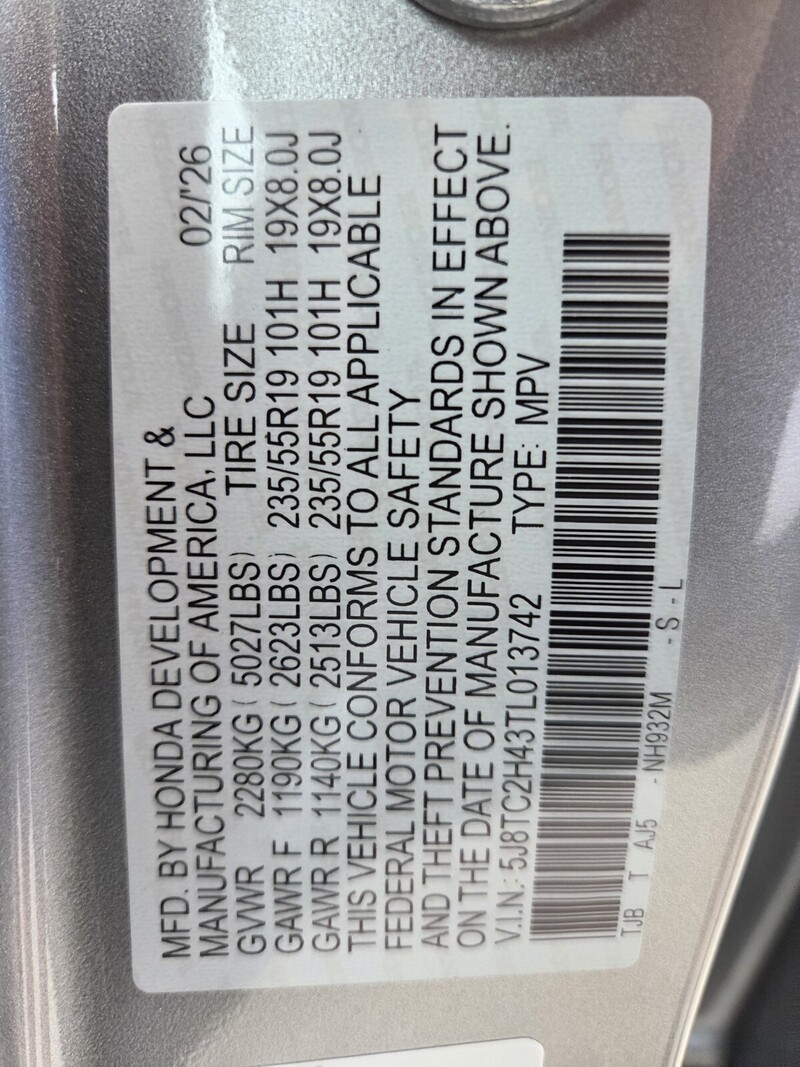 MFD. BY HONDA DEVELOPMENT &
MANUFACTURING OF AMERICA, LLC 02/'26
GVWR 2280KG ( 5027LBS) TIRE SIZE RIM SIZE
GAWR F 1190KG ( 2623LBS) 235/55R19 101H 19X8.0J
GAWR R 1140KG ( 2513LBS) 235/55R19 101H 19X8.0J
THIS VEHICLE CONFORMS TO ALL APPLICABLE
FEDERAL MOTOR VEHICLE SAFETY
AND THEFT PREVENTION STANDARDS IN EFFECT
ON THE DATE OF MANUFACTURE SHOWN ABOVE.
V.I.N.: 5J8TC2H43TL013742 TYPE: MPV
TJB T AJ5 - NH932M - S - L